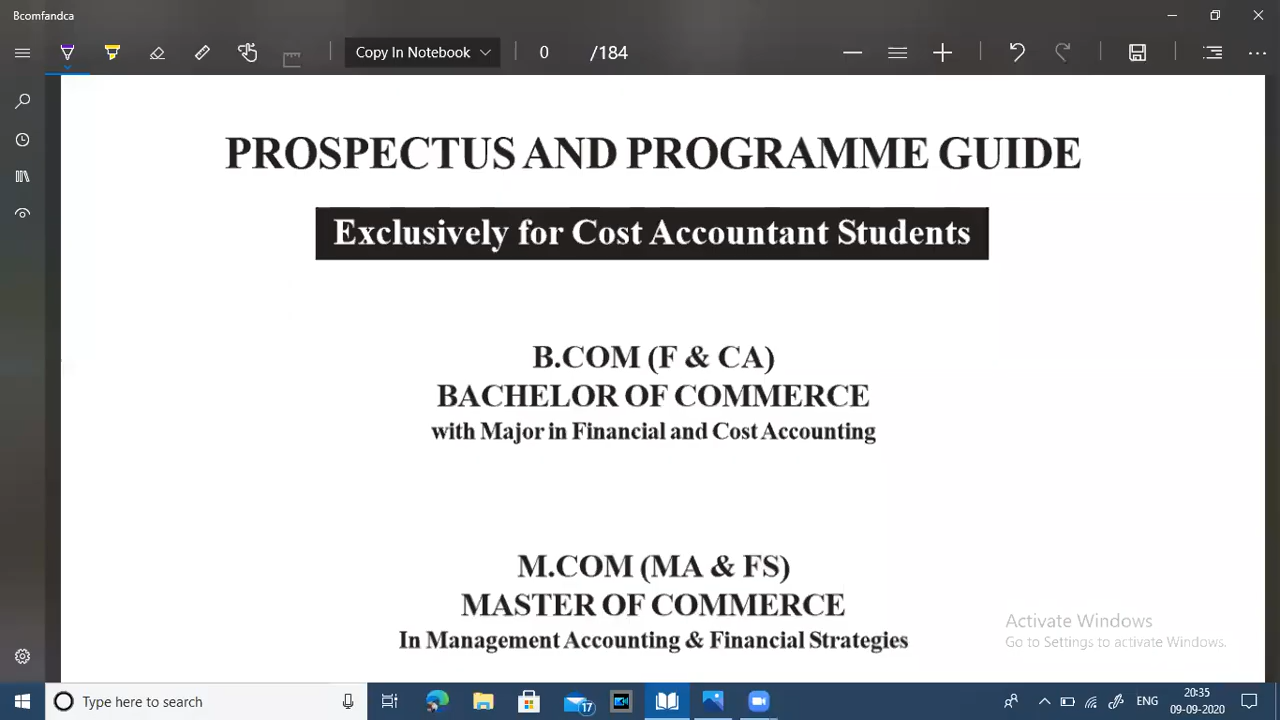 Bcomfandca
Copy In Notebook
0 /184
PROSPECTUS AND PROGRAMME GUIDE
Exclusively for Cost Accountant Students
B.COM (F & CA)
BACHELOR OF COMMERCE
with Major in Financial and Cost Accounting
M.COM (MA & FS)
MASTER OF COMMERCE
In Management Accounting & Financial Strategies
Activate Windows
Go to Settings to activate Windows.
Type here to search
17
ENG
20:35
09-09-2020